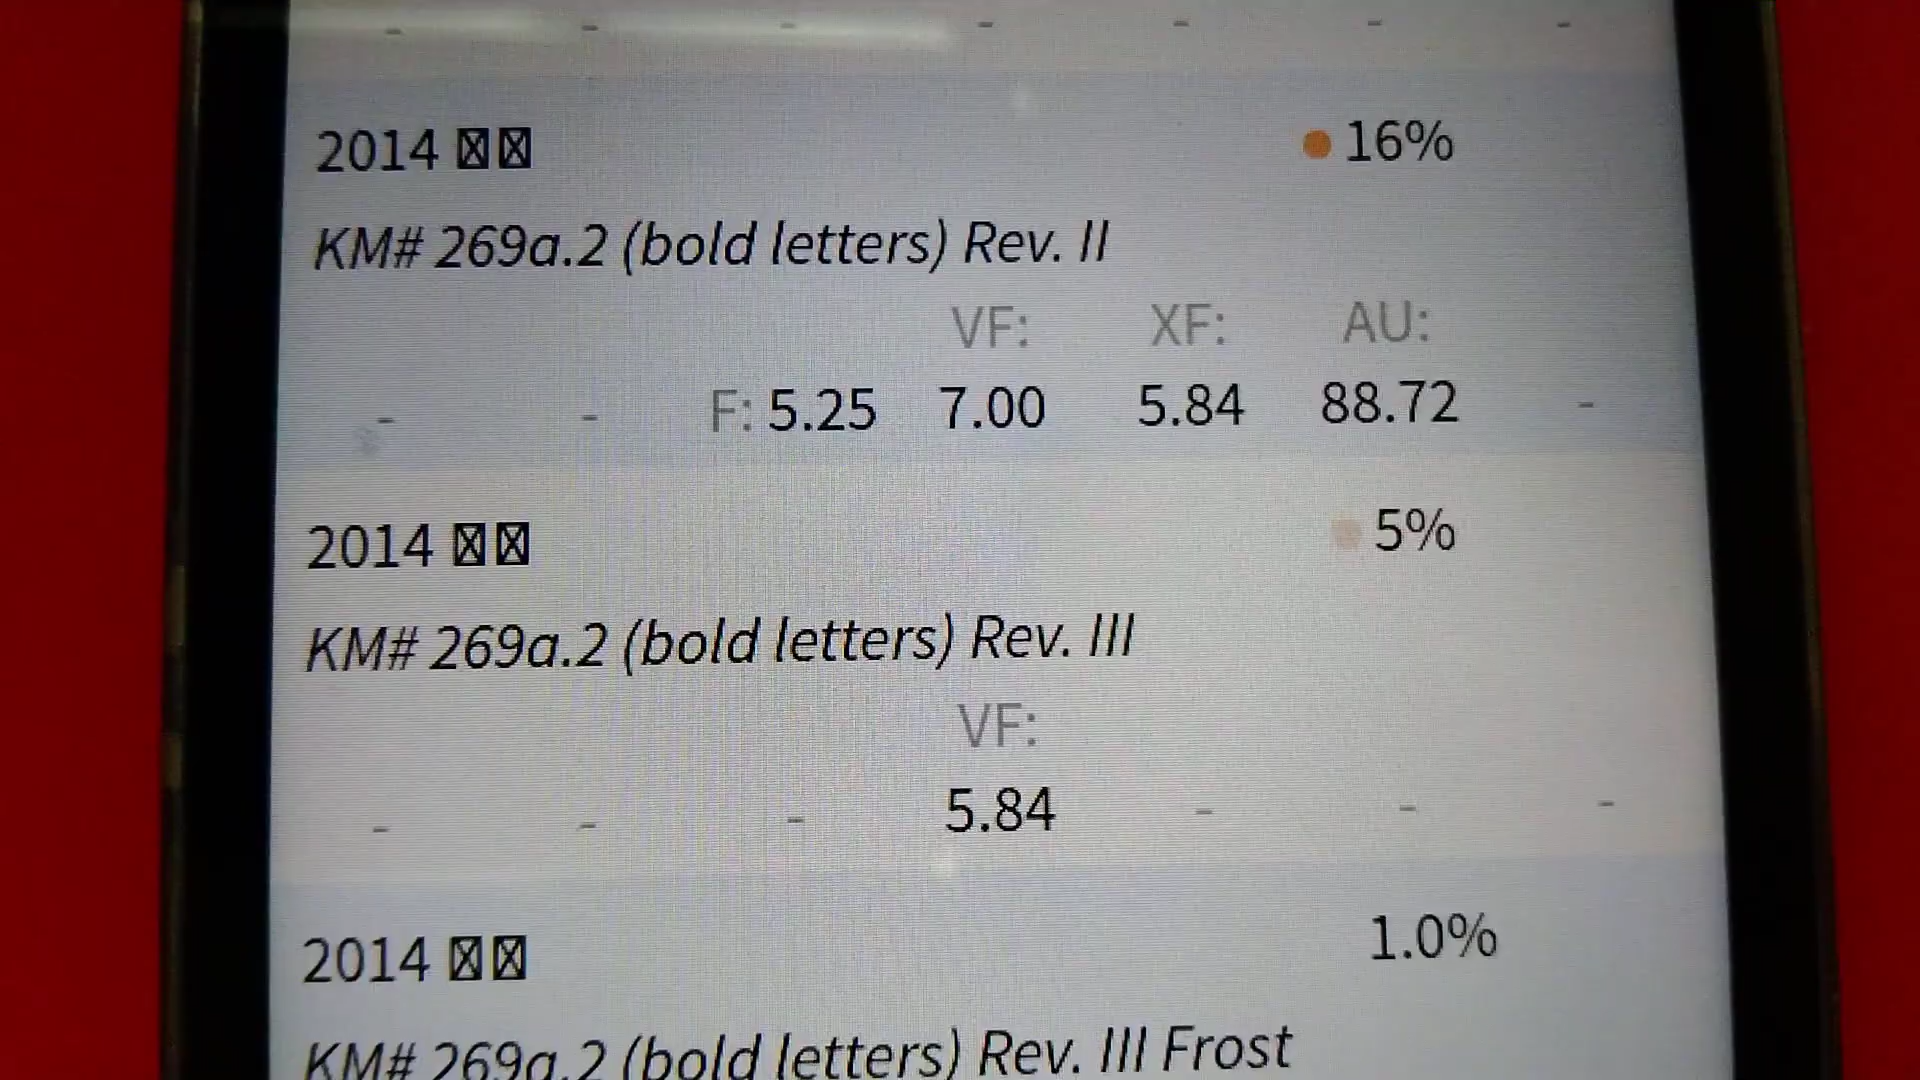 - - - - - - -
2014 16%
KM# 269a.2 (bold letters) Rev. II
VF: XF: AU:
- - F: 5.25 7.00 5.84 88.72 -
2014 5%
KM# 269a.2 (bold letters) Rev. III
VF:
- - - 5.84 - - -
2014 1.0%
KM# 269a.2 (bold letters) Rev. III Frost